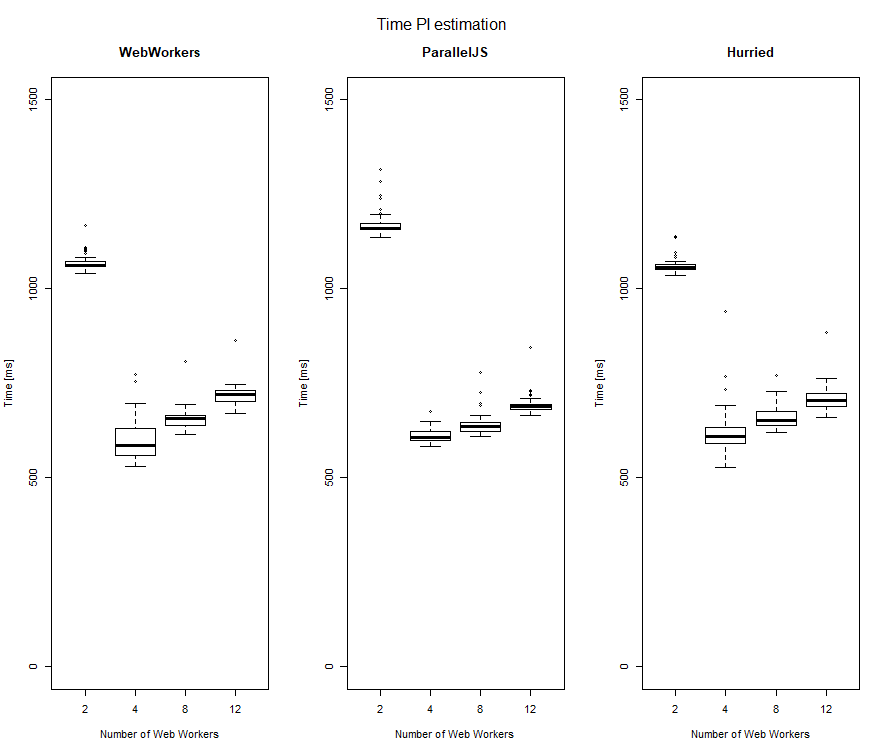 Time PI estimation
WebWorkers
1500
1000
500
0
Time [ms]
2 4 8 12
Number of Web Workers
ParallelJS
1500
1000
500
0
Time [ms]
2 4 8 12
Number of Web Workers
Hurried
1500
1000
500
0
Time [ms]
2 4 8 12
Number of Web Workers